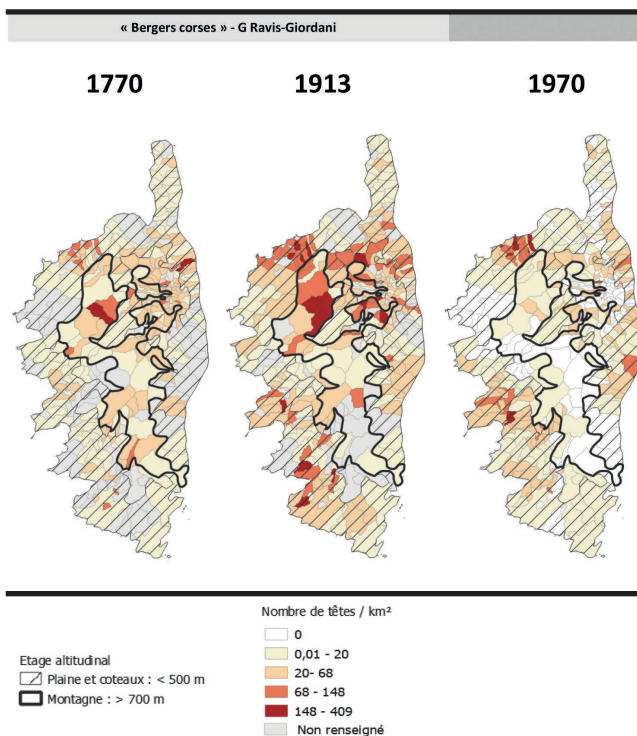 « Bergers corses » - G Ravis-Giordani
1770
1913
1970
Nombre de têtes / km²
0
0,01 - 20
20- 68
68 - 148
148 - 409
Non renseigné
Etage altitudinal
Plaine et coteaux : < 500 m
Montagne : > 700 m